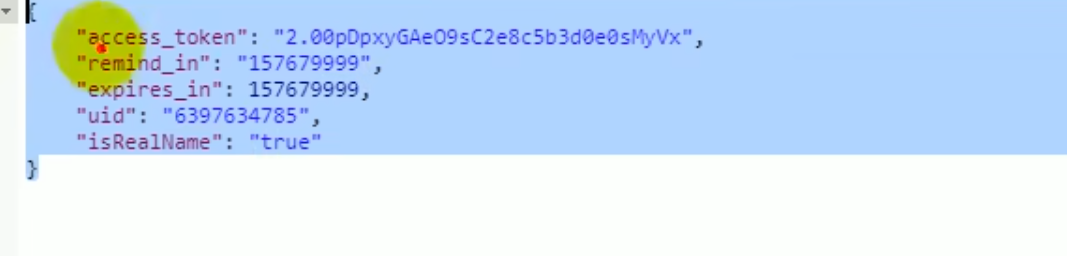 {
"access_token": "2.00pDpxyGAeO9sC2e8c5b3d0e0sMyVx",
"remind_in": "157679999",
"expires_in": 157679999,
"uid": "6397634785",
"isRealName": "true"
}